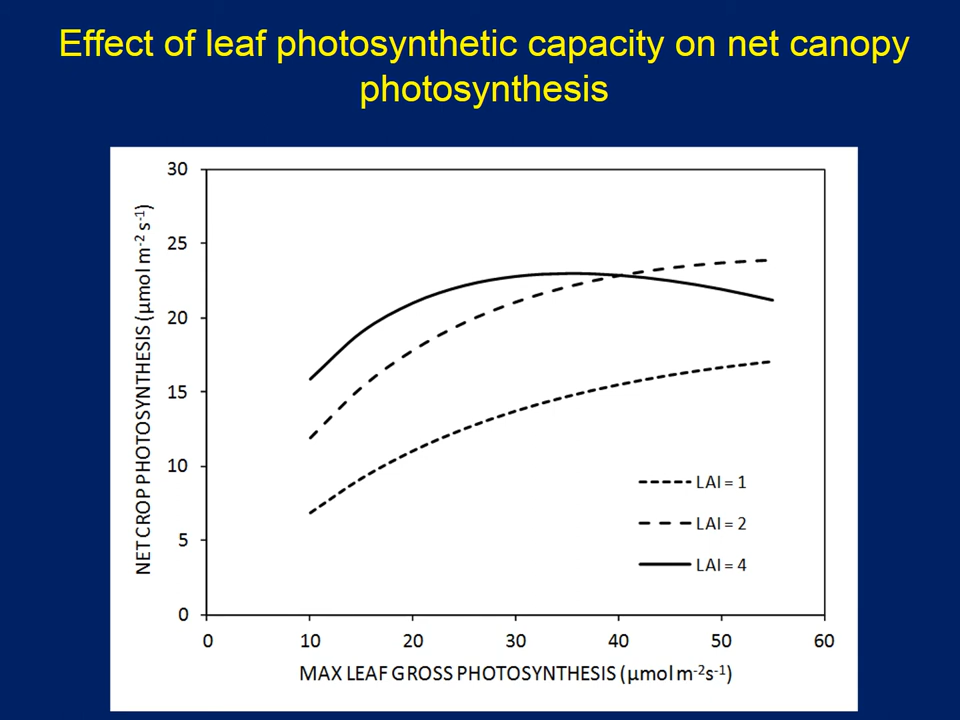 Effect of leaf photosynthetic capacity on net canopy
photosynthesis
30
25
20
15
10
5
0
NET CROP PHOTOSYNTHESIS (µmol m-2 s-1)
LAI = 1
LAI = 2
LAI = 4
0 10 20 30 40 50 60
MAX LEAF GROSS PHOTOSYNTHESIS (µmol m-2s-1)